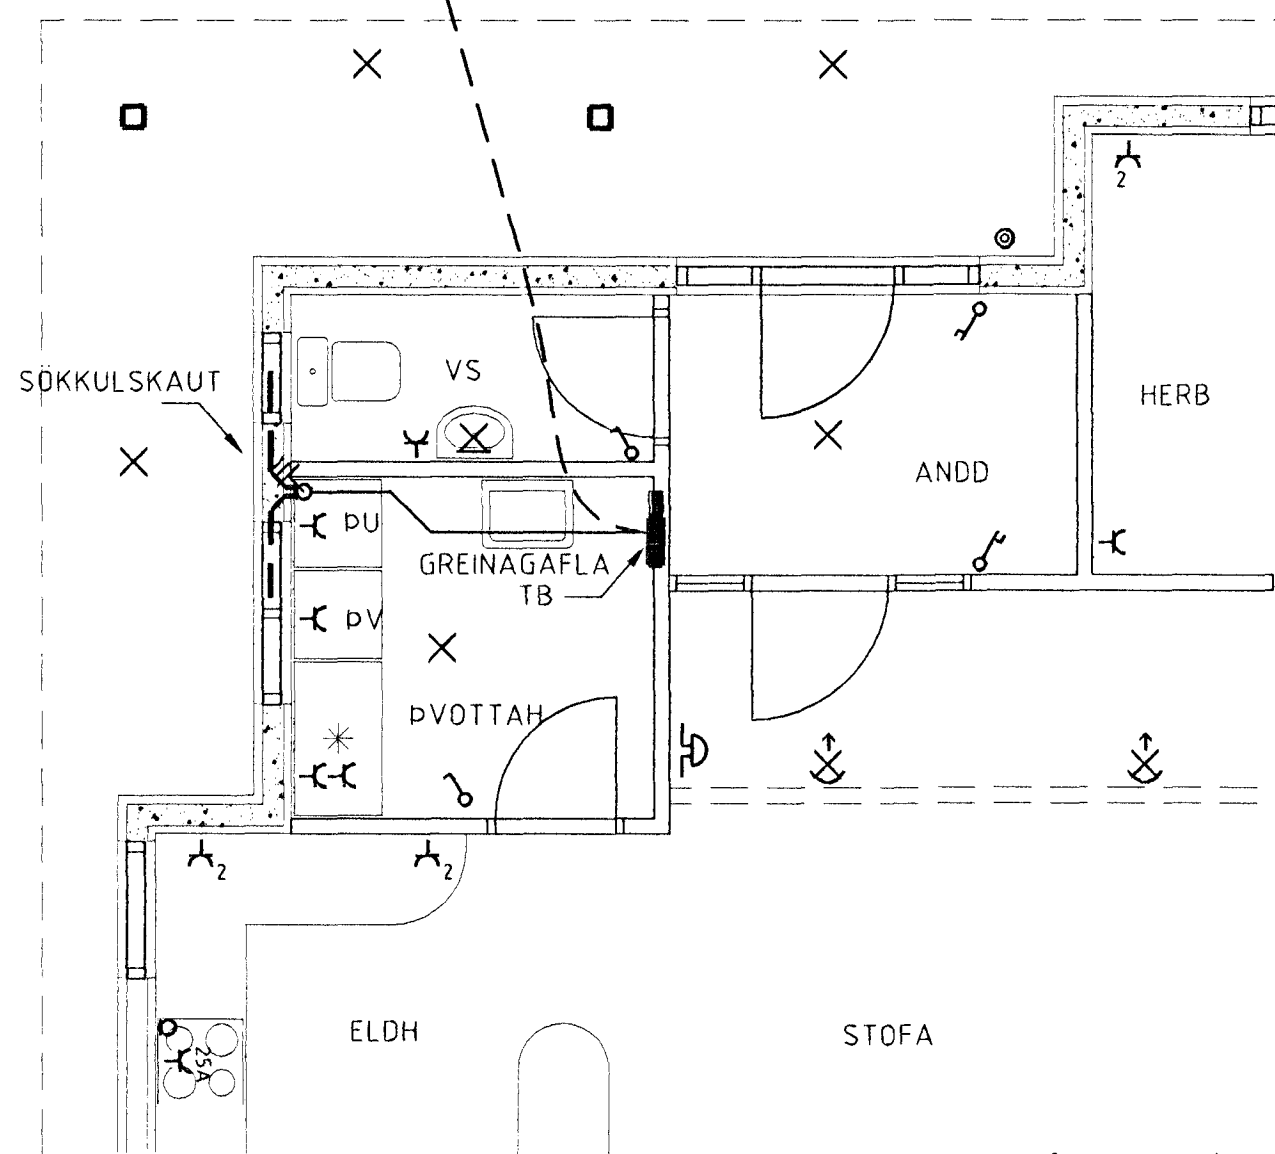 2
VS
SÖKKULSKAUT
HERB
ANDD
ÞU
GREINAGAFLA
TB
ÞV
ÞVOTTAH
2
2
ELDH
STOFA
25A